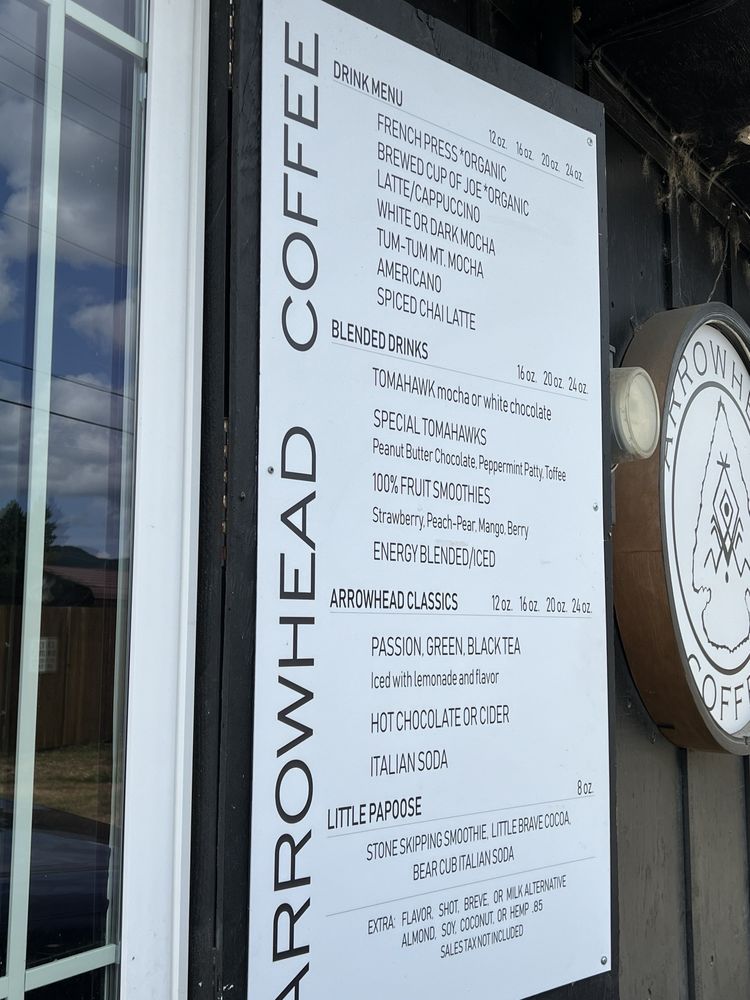 ARROWHEAD COFFEE
DRINK MENU
12 oz. 16 oz. 20 oz. 24 oz.
FRENCH PRESS *ORGANIC
BREWED CUP OF JOE *ORGANIC
LATTE/CAPPUCCINO
WHITE OR DARK MOCHA
TUM-TUM MT. MOCHA
AMERICANO
SPICED CHAI LATTE
BLENDED DRINKS
16 oz. 20 oz. 24 oz.
TOMAHAWK mocha or white chocolate
SPECIAL TOMAHAWKS
Peanut Butter Chocolate, Peppermint Patty, Toffee
100% FRUIT SMOOTHIES
Strawberry, Peach-Pear, Mango, Berry
ENERGY BLENDED/ICED
ARROWHEAD CLASSICS 12 oz. 16 oz. 20 oz. 24 oz.
PASSION, GREEN, BLACK TEA
Iced with lemonade and flavor
HOT CHOCOLATE OR CIDER
ITALIAN SODA
LITTLE PAPOOSE 8 oz.
STONE SKIPPING SMOOTHIE, LITTLE BRAVE COCOA,
BEAR CUB ITALIAN SODA
EXTRA: FLAVOR, SHOT, BREVE, OR MILK ALTERNATIVE
ALMOND, SOY, COCONUT, OR HEMP .85
SALES TAX NOT INCLUDED
ARROWH
COFFE